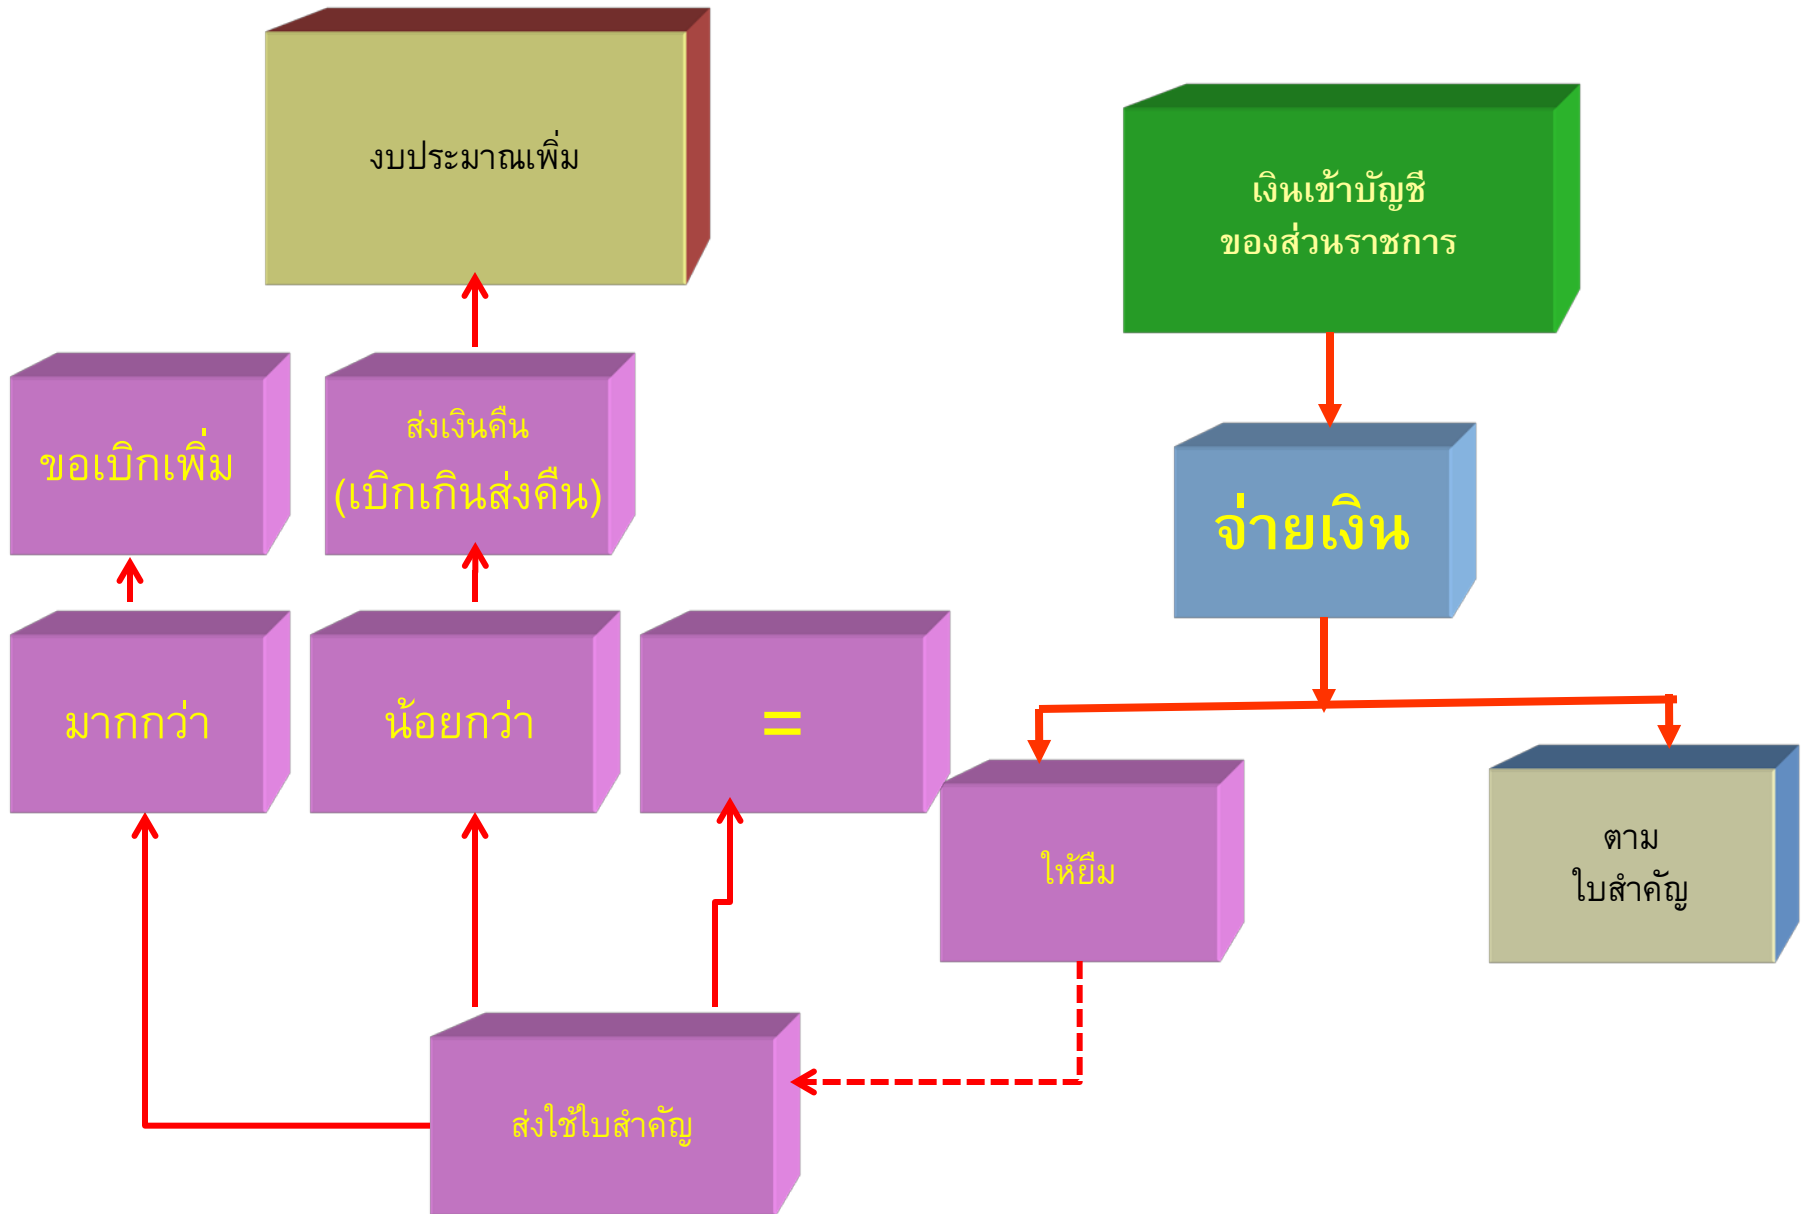 งบประมาณเพิ่ม
เงินเข้าบัญชี
ของส่วนราชการ
ขอเบิกเพิ่ม
ส่งเงินคืน
(เบิกเกินส่งคืน)
จ่ายเงิน
มากกว่า
น้อยกว่า
=
ให้ยืม
ตาม
ใบสำคัญ
ส่งใช้ใบสำคัญ